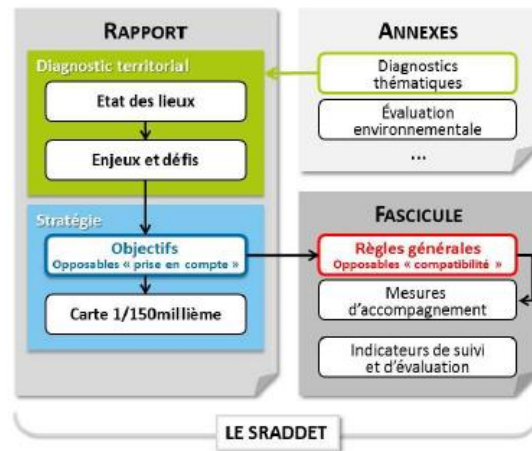 RAPPORT
Diagnostic territorial
Etat des lieux
Enjeux et défis
Stratégie
Objectifs
Opposables « prise en compte »
Carte 1/150millième
ANNEXES
Diagnostics
thématiques
Évaluation
environnementale
...
FASCICULE
Règles générales
Opposables « compatibilité »
Mesures
d'accompagnement
Indicateurs de suivi
et d'évaluation
LE SRADDET